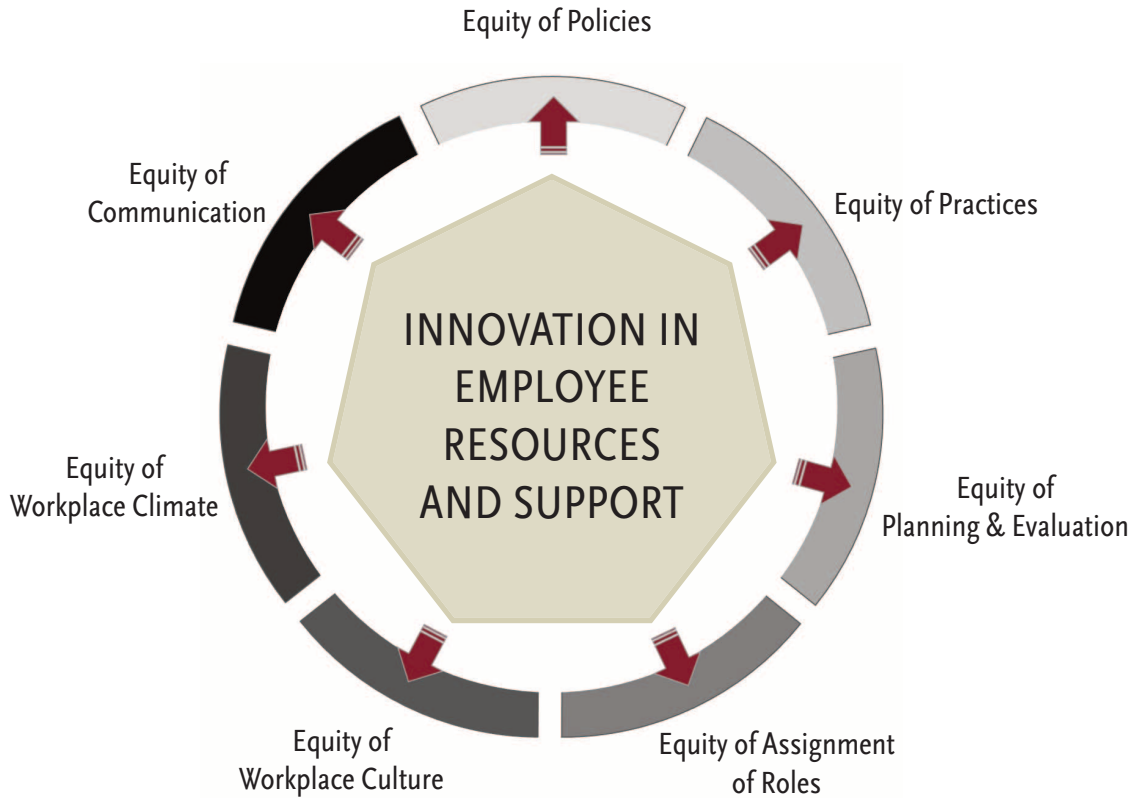 Equity of Policies
Equity of Practices
Equity of
Planning & Evaluation
Equity of Assignment
of Roles
Equity of
Workplace Culture
Equity of
Workplace Climate
Equity of
Communication
INNOVATION IN
EMPLOYEE
RESOURCES
AND SUPPORT